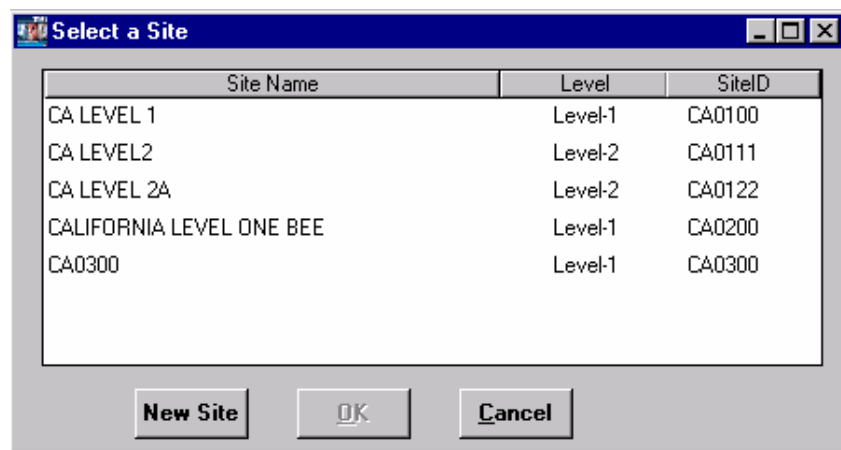 Select a Site
Site Name Level SiteID
CA LEVEL 1 Level-1 CA0100
CA LEVEL2 Level-2 CA0111
CA LEVEL 2A Level-2 CA0122
CALIFORNIA LEVEL ONE BEE Level-1 CA0200
CA0300 Level-1 CA0300
New Site OK Cancel